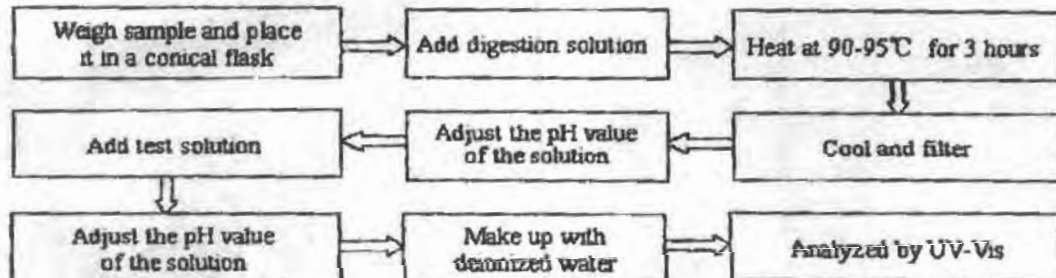 Weigh sample and place
it in a conical flask
Add digestion solution
Heat at 90-95℃ for 3 hours
Cool and filter
Adjust the pH value
of the solution
Add test solution
Adjust the pH value
of the solution
Make up with
deionized water
Analyzed by UV-Vis